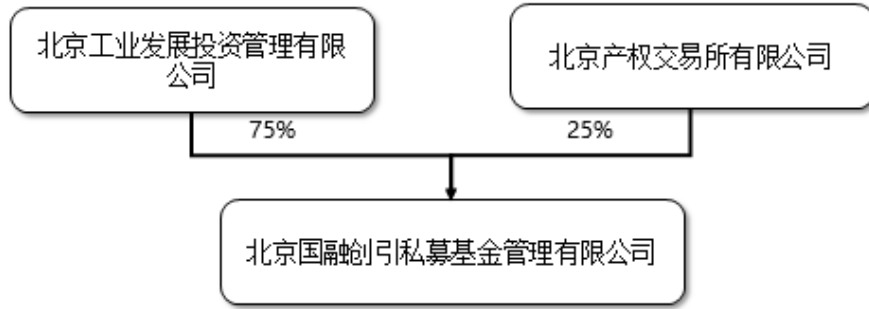 北京工业发展投资管理有限
公司
北京产权交易所有限公司
75%
25%
北京国融创引私募基金管理有限公司